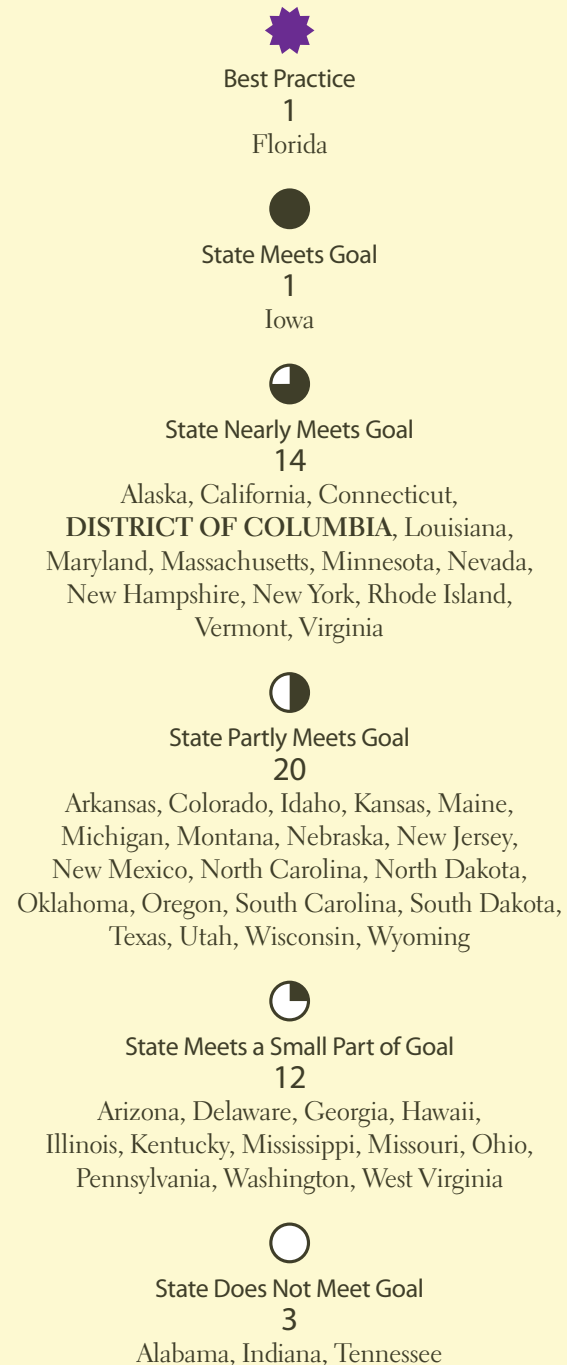 Best Practice
1
Florida
State Meets Goal
1
Iowa
State Nearly Meets Goal
14
Alaska, California, Connecticut,
DISTRICT OF COLUMBIA, Louisiana,
Maryland, Massachusetts, Minnesota, Nevada,
New Hampshire, New York, Rhode Island,
Vermont, Virginia
State Partly Meets Goal
20
Arkansas, Colorado, Idaho, Kansas, Maine,
Michigan, Montana, Nebraska, New Jersey,
New Mexico, North Carolina, North Dakota,
Oklahoma, Oregon, South Carolina, South Dakota,
Texas, Utah, Wisconsin, Wyoming
State Meets a Small Part of Goal
12
Arizona, Delaware, Georgia, Hawaii,
Illinois, Kentucky, Mississippi, Missouri, Ohio,
Pennsylvania, Washington, West Virginia
State Does Not Meet Goal
3
Alabama, Indiana, Tennessee